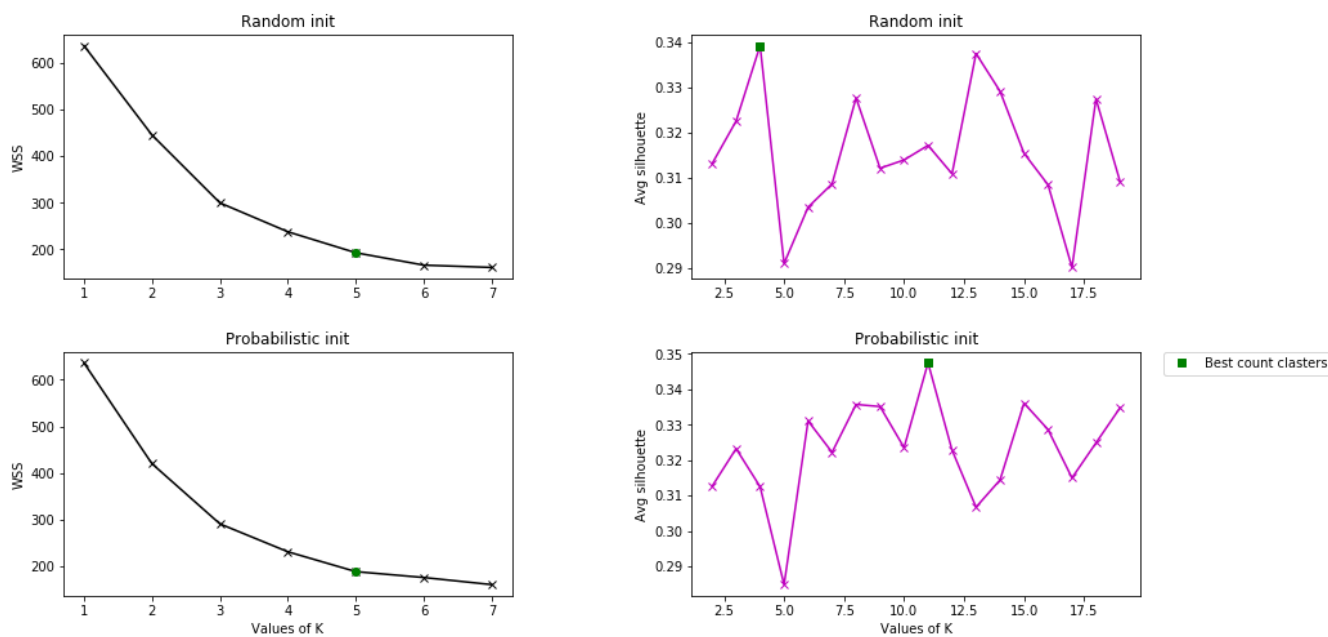 Random init
WSS
600
500
400
300
200
1 2 3 4 5 6 7
Random init
Avg silhouette
0.34
0.33
0.32
0.31
0.30
0.29
2.5 5.0 7.5 10.0 12.5 15.0 17.5
Probabilistic init
WSS
600
500
400
300
200
1 2 3 4 5 6 7
Values of K
Probabilistic init
Avg silhouette
0.35
0.34
0.33
0.32
0.31
0.30
0.29
2.5 5.0 7.5 10.0 12.5 15.0 17.5
Values of K
Best count clasters